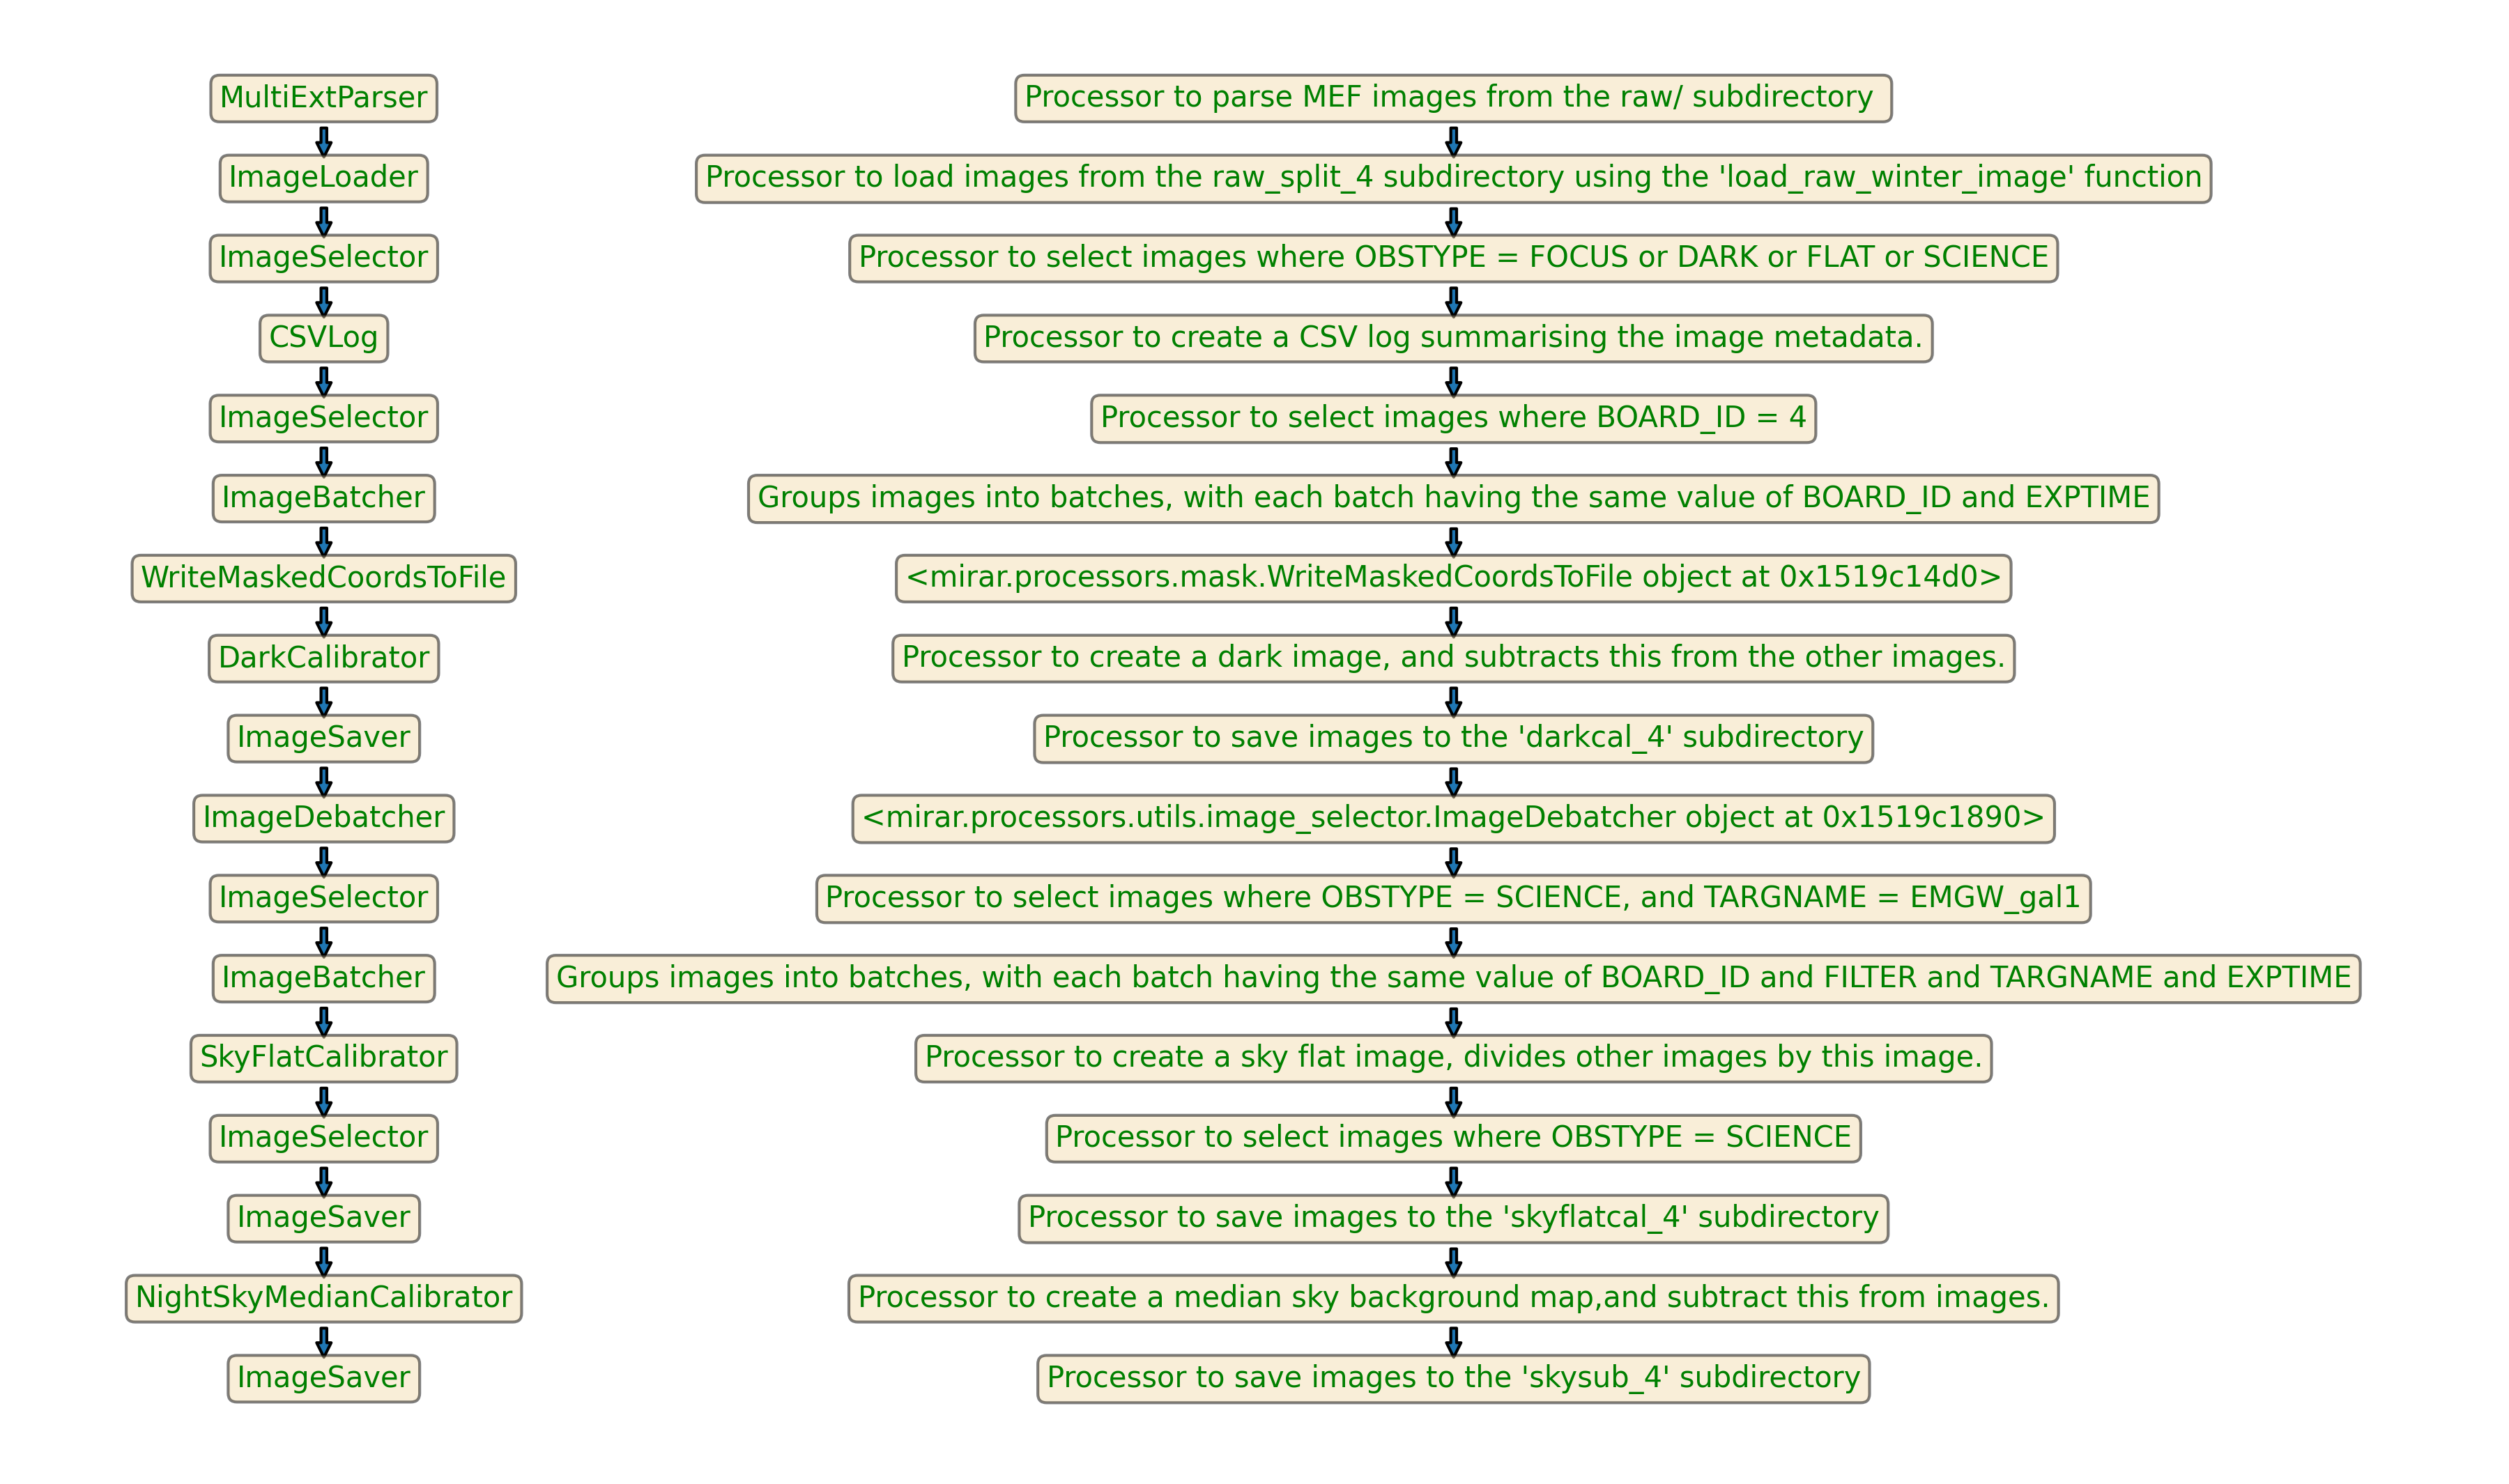 MultiExtParser
Processor to parse MEF images from the raw/ subdirectory
ImageLoader
Processor to load images from the raw_split_4 subdirectory using the 'load_raw_winter_image' function
ImageSelector
Processor to select images where OBSTYPE = FOCUS or DARK or FLAT or SCIENCE
CSVLog
Processor to create a CSV log summarising the image metadata.
ImageSelector
Processor to select images where BOARD_ID = 4
ImageBatcher
Groups images into batches, with each batch having the same value of BOARD_ID and EXPTIME
WriteMaskedCoordsToFile
<mirar.processors.mask.WriteMaskedCoordsToFile object at 0x1519c14d0>
DarkCalibrator
Processor to create a dark image, and subtracts this from the other images.
ImageSaver
Processor to save images to the 'darkcal_4' subdirectory
ImageDebatcher
<mirar.processors.utils.image_selector.ImageDebatcher object at 0x1519c1890>
ImageSelector
Processor to select images where OBSTYPE = SCIENCE, and TARGNAME = EMGW_gal1
ImageBatcher
Groups images into batches, with each batch having the same value of BOARD_ID and FILTER and TARGNAME and EXPTIME
SkyFlatCalibrator
Processor to create a sky flat image, divides other images by this image.
ImageSelector
Processor to select images where OBSTYPE = SCIENCE
ImageSaver
Processor to save images to the 'skyflatcal_4' subdirectory
NightSkyMedianCalibrator
Processor to create a median sky background map,and subtract this from images.
ImageSaver
Processor to save images to the 'skysub_4' subdirectory